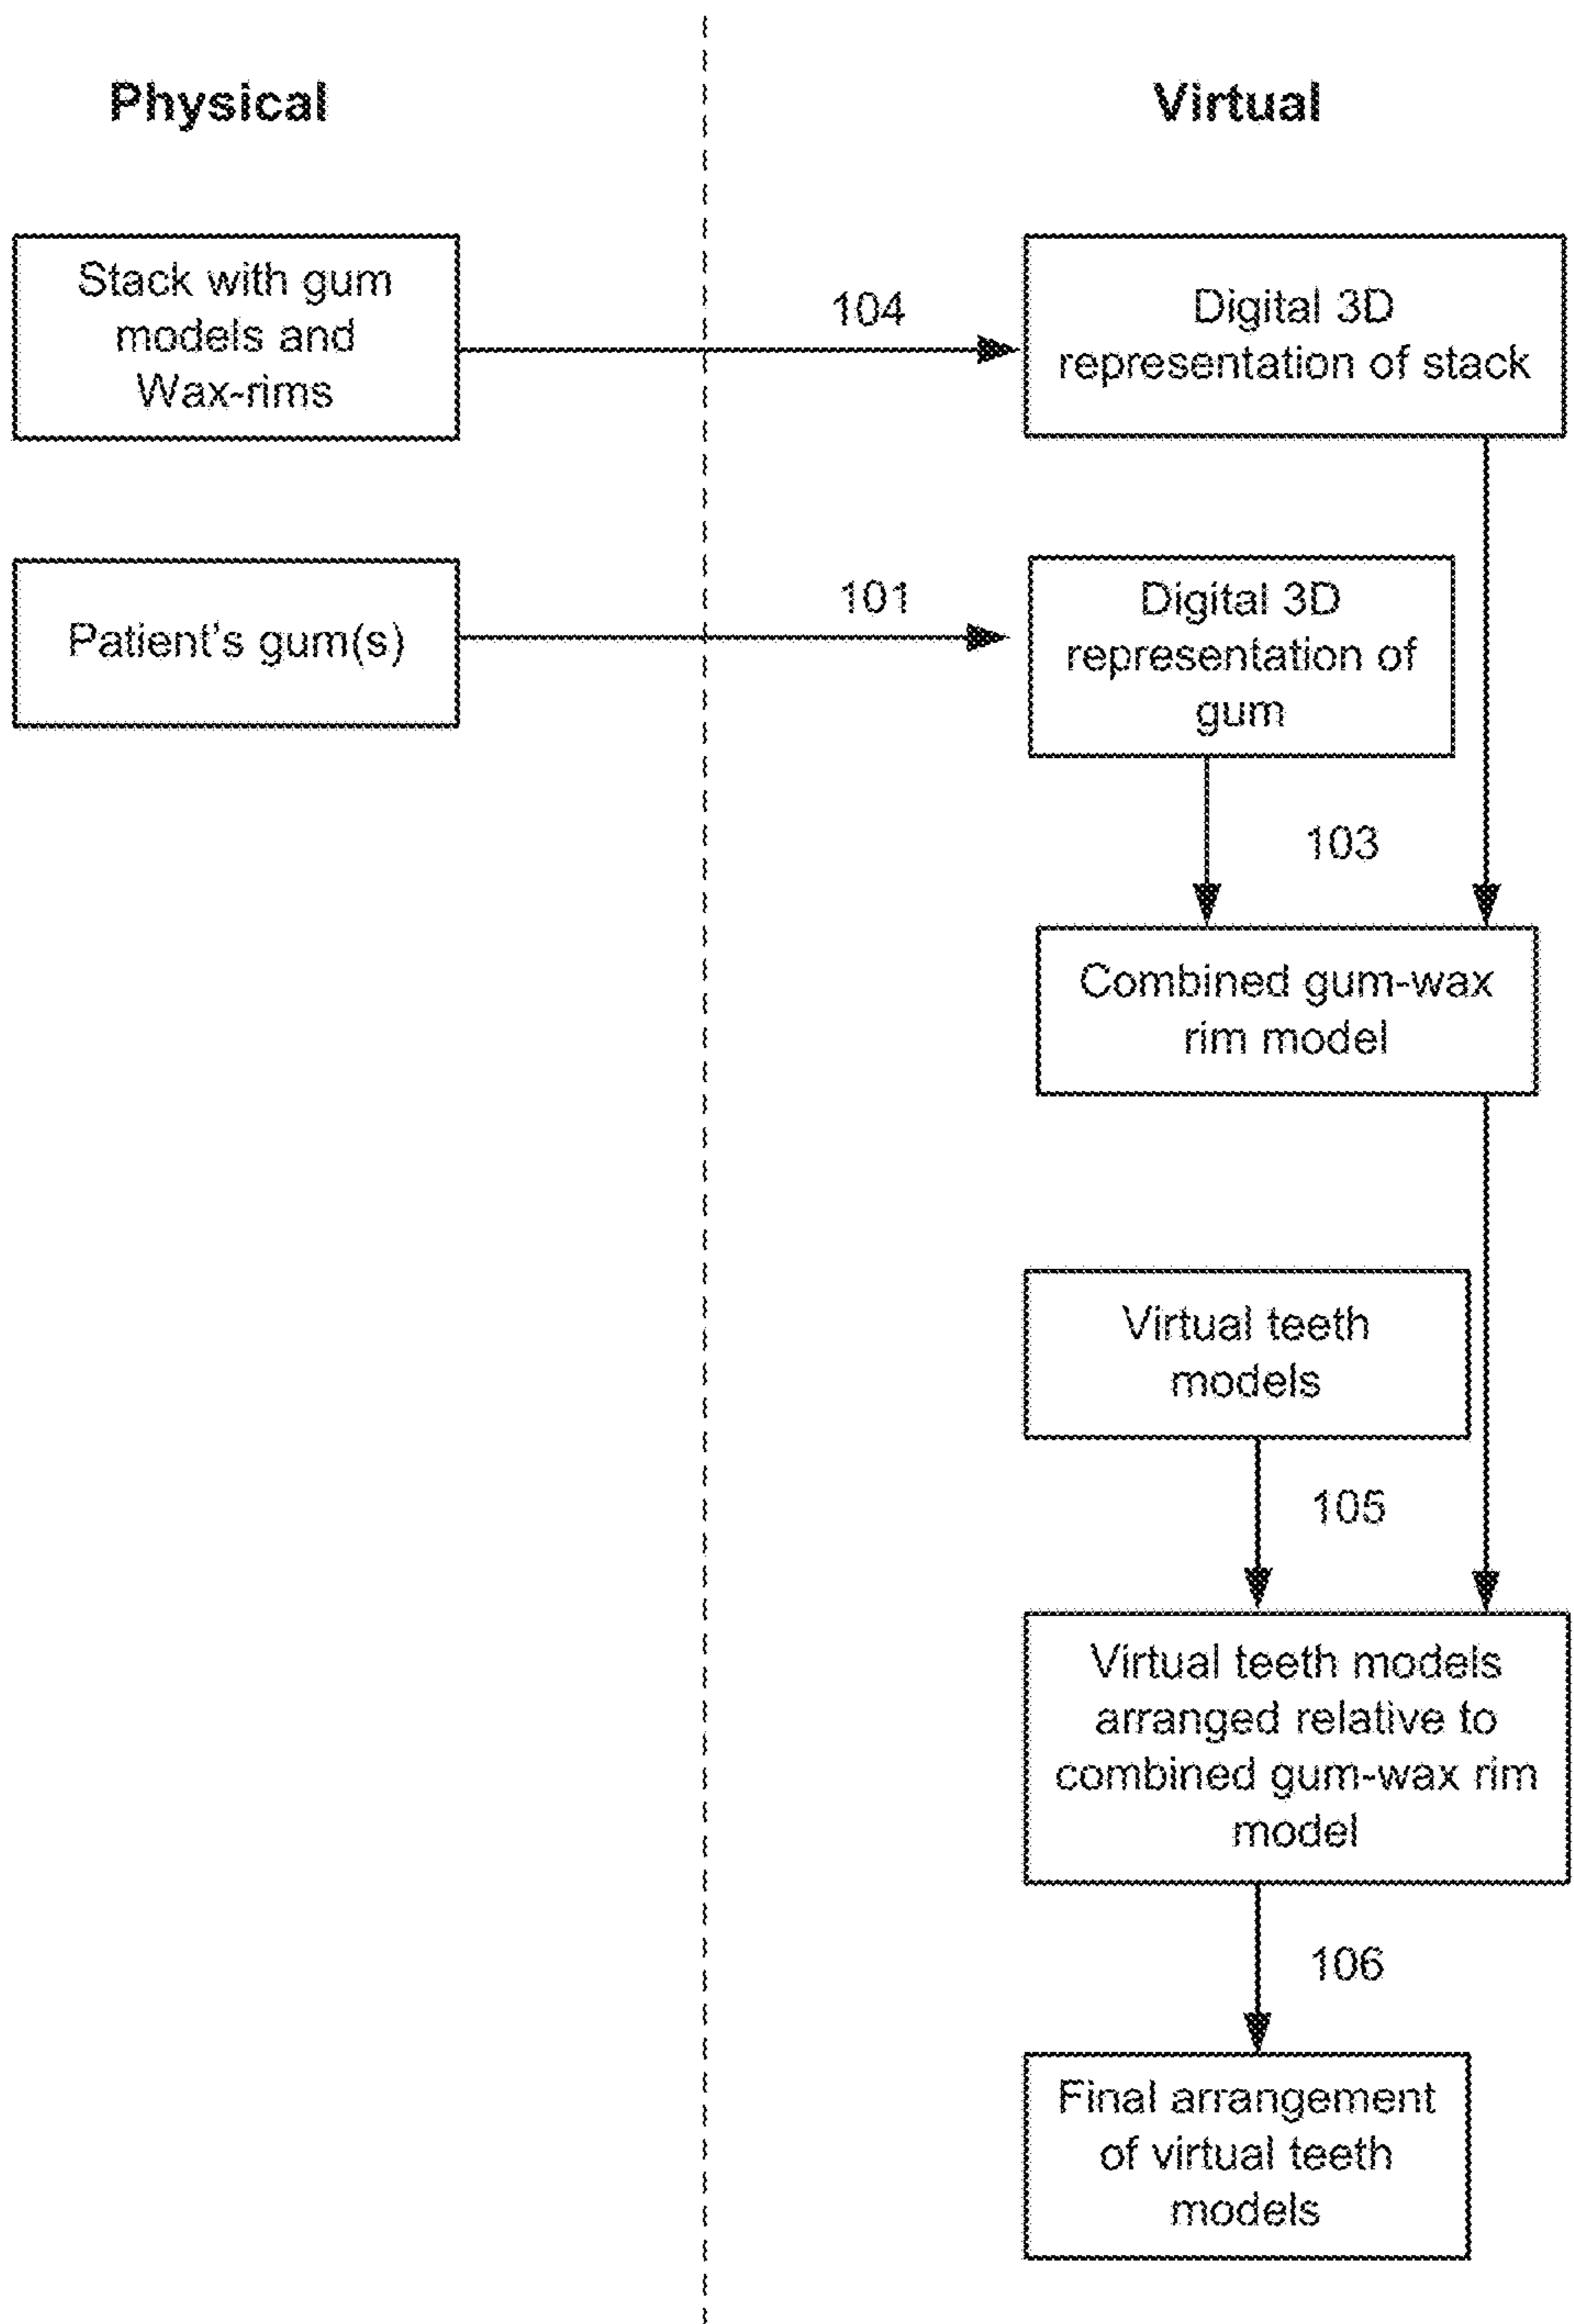 Physical
Virtual
Stack with gum
models and
Wax-rims
104
Digital 3D
representation of stack
Patient's gum(s)
101
Digital 3D
representation of
gum
103
Combined gum-wax
rim model
Virtual teeth
models
105
Virtual teeth models
arranged relative to
combined gum-wax rim
model
106
Final arrangement
of virtual teeth
models